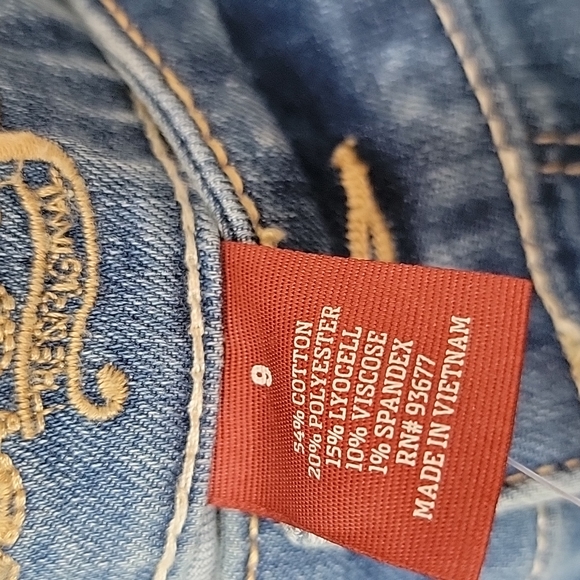 9
54% COTTON
20% POLYESTER
15% LYOCELL
10% VISCOSE
1% SPANDEX
RN# 93677
MADE IN VIETNAM